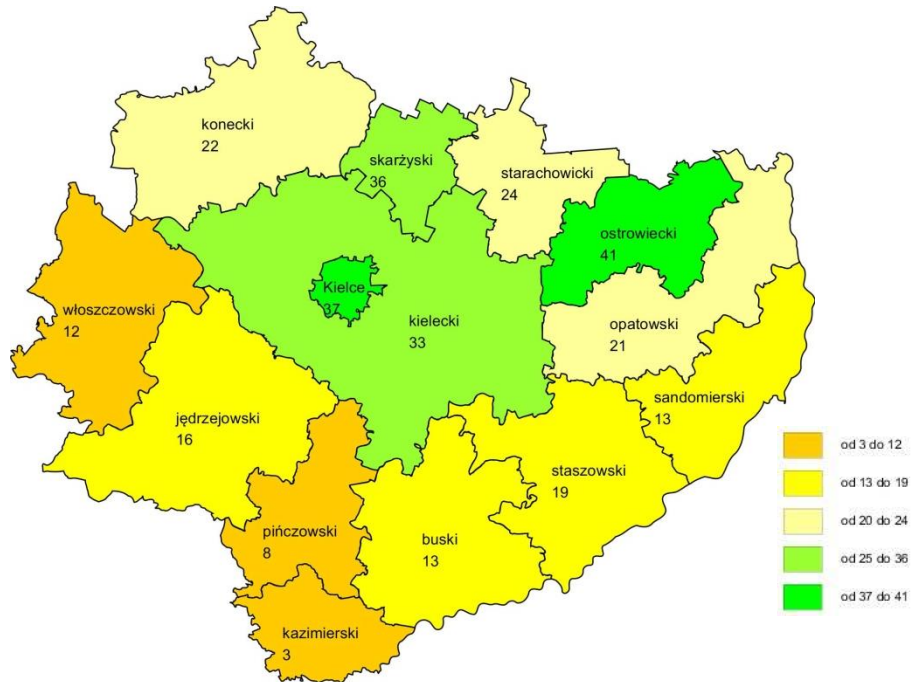 konecki
22
skarżyski
36
starachowicki
24
ostrowiecki
41
Kielce
37
włoszczowski
12
kielecki
33
opatowski
21
jędrzejowski
16
sandomierski
13
staszowski
19
pińczowski
8
buski
13
kazimierski
3
od 3 do 12
od 13 do 19
od 20 do 24
od 25 do 36
od 37 do 41